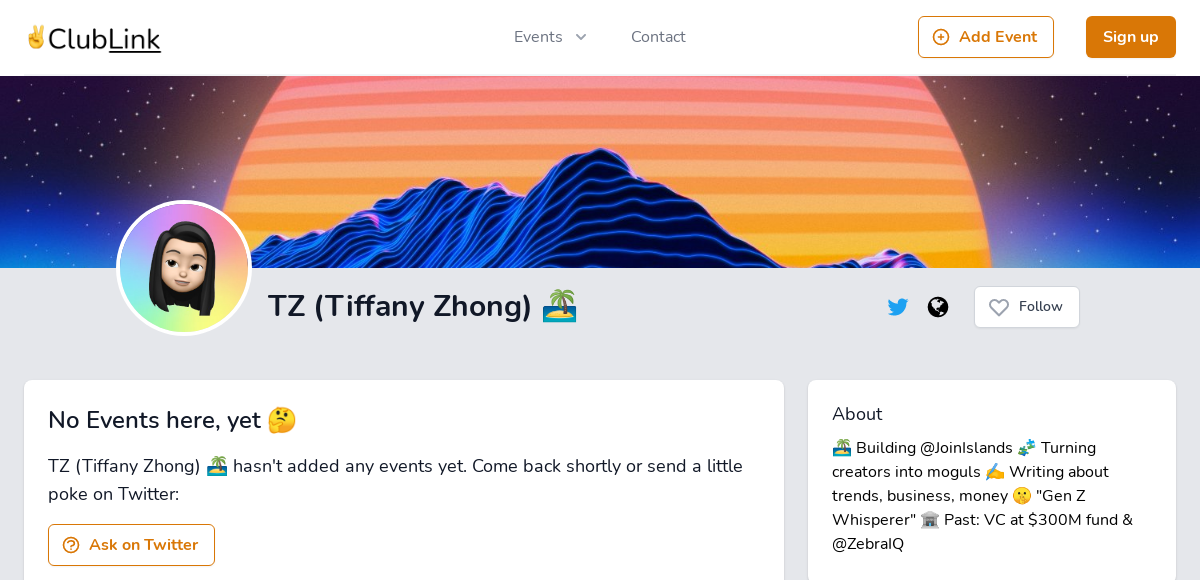 ✌️ClubLink
Events
Contact
Add Event
Sign up
TZ (Tiffany Zhong) 🏝️
Follow
No Events here, yet 🤔
TZ (Tiffany Zhong) 🏝️ hasn't added any events yet. Come back shortly or send a little
poke on Twitter:
Ask on Twitter
About
🏝️ Building @JoinIslands 🧩 Turning
creators into moguls ✍️ Writing about
trends, business, money 🤫 "Gen Z
Whisperer" 🏛️ Past: VC at $300M fund &
@ZebraIQ